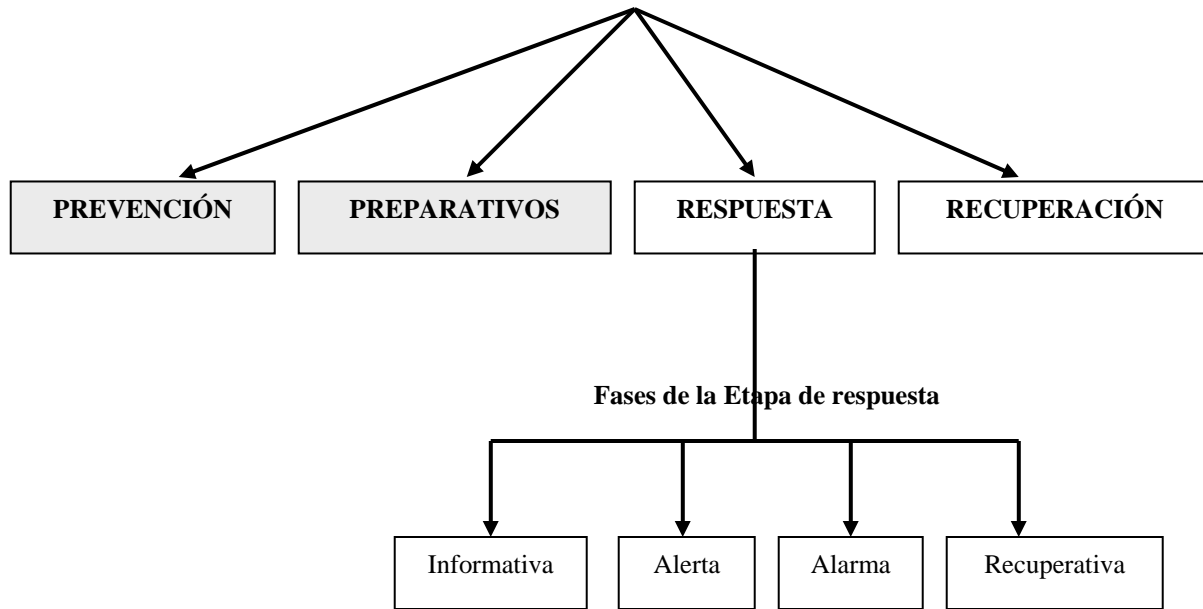 PREVENCIÓN
PREPARATIVOS
RESPUESTA
RECUPERACIÓN
Fases de la Etapa de respuesta
Informativa
Alerta
Alarma
Recuperativa